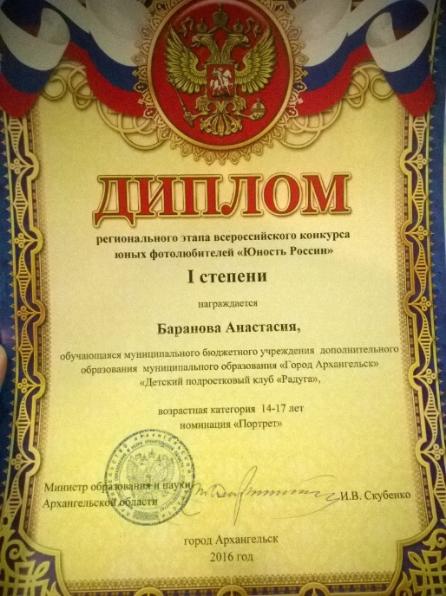 ДИПЛОМ
регионального этапа всероссийского конкурса
юных фотолюбителей «Юность России»
I степени
награждается
Баранова Анастасия,
обучающаяся муниципального бюджетного учреждения дополнительного
образования муниципального образования «Город Архангельск»
«Детский подростковый клуб «Радуга»,
возрастная категория 14-17 лет
номинация «Портрет»
Министр образования и науки
Архангельской области
И.В. Скубенко
город Архангельск
2016 год